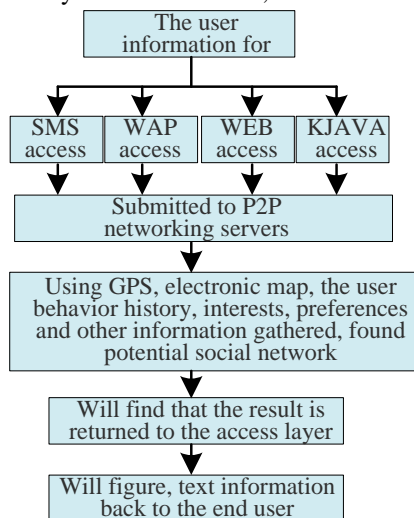 The user
information for
SMS
access
WAP
access
WEB
access
KJAVA
access
Submitted to P2P
networking servers
Using GPS, electronic map, the user
behavior history, interests, preferences
and other information gathered, found
potential social network
Will find that the result is
returned to the access layer
Will figure, text information
back to the end user